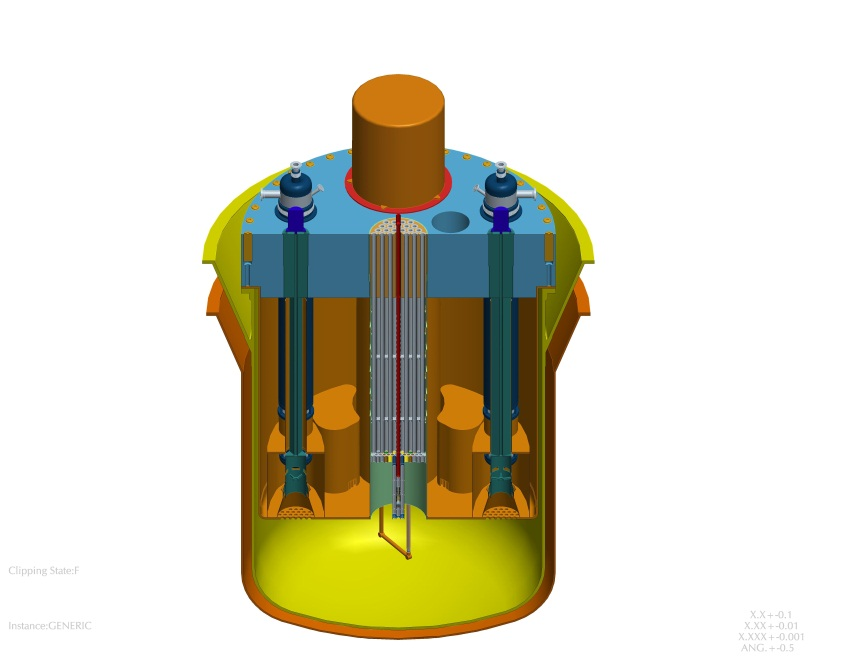 Clipping State:F
Instance:GENERIC
X.X+-0.1
X.XX+-0.01
X.XXX+-0.001
ANG.+-0.5